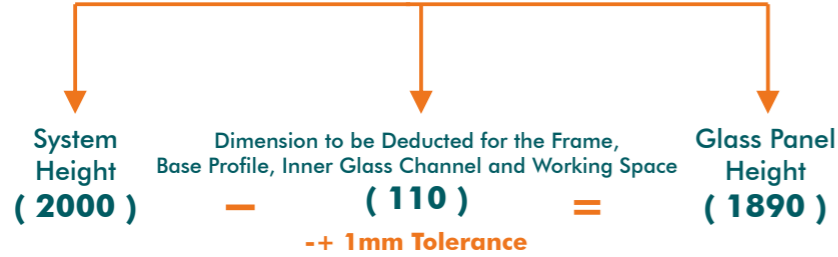 System Height
( 2000 )
–
Dimension to be Deducted for the Frame,
Base Profile, Inner Glass Channel and Working Space
( 110 )
-+ 1mm Tolerance
=
Glass Panel
Height
( 1890 )